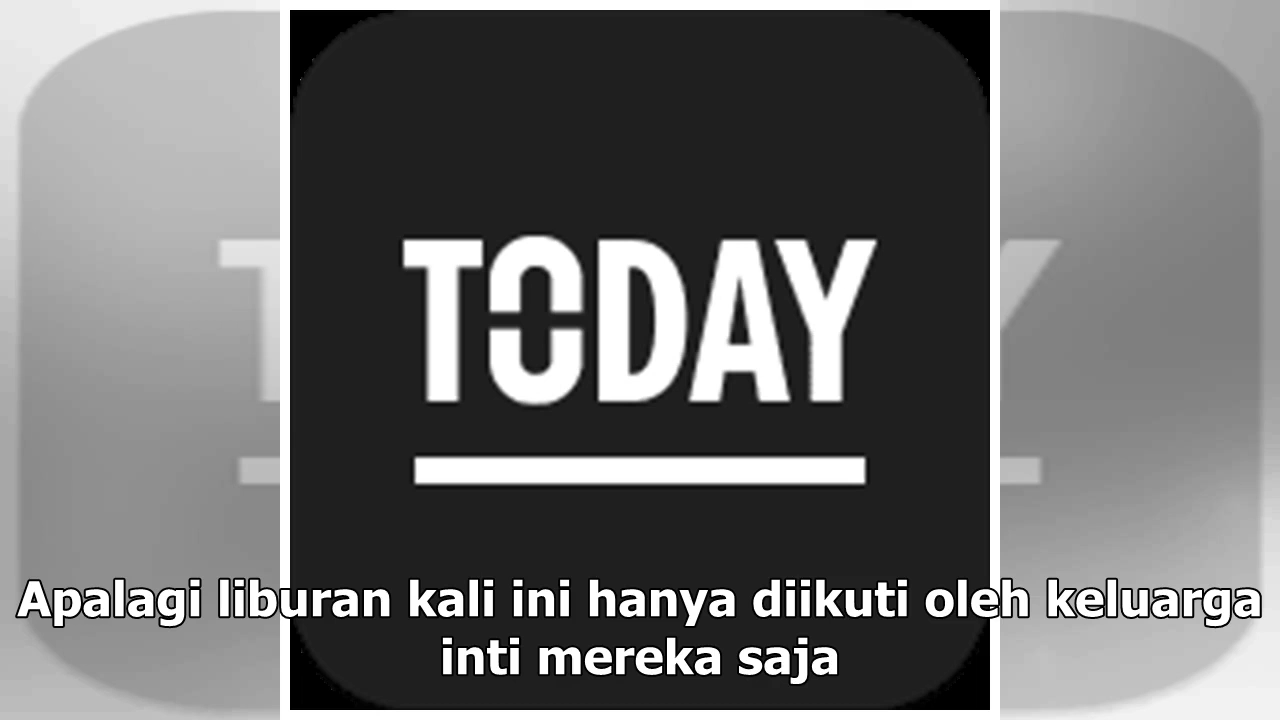 TODAY
Apalagi liburan kali ini hanya diikuti oleh keluarga
inti mereka saja